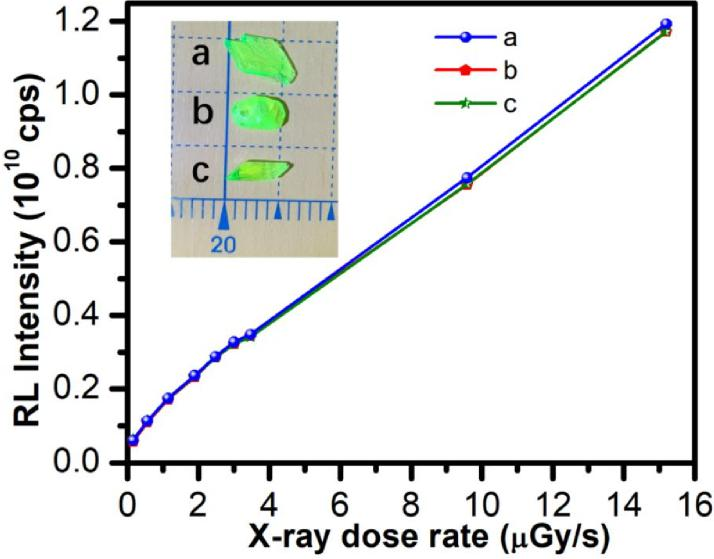 1.2
1.0
0.8
0.6
0.4
0.2
0.0
RL Intensity (10¹⁰ cps)
a
b
c
20
a
b
c
0 2 4 6 8 10 12 14 16
X-ray dose rate (μGy/s)